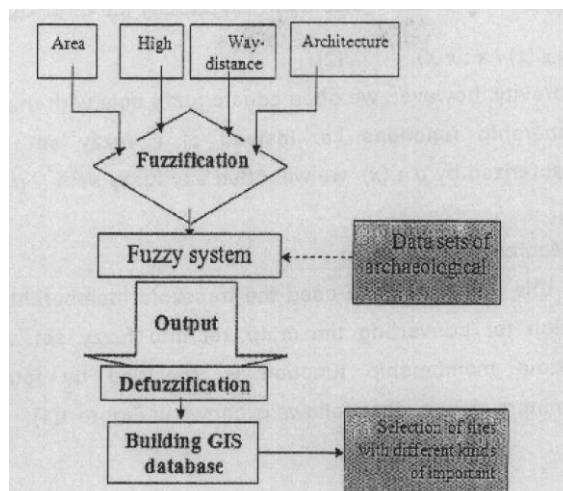 Area
High
Way-
distance
Architecture
Fuzzification
Fuzzy system
Data sets of
archaeological
Output
Defuzzification
Building GIS
database
Selection of sites
with different kinds
of important